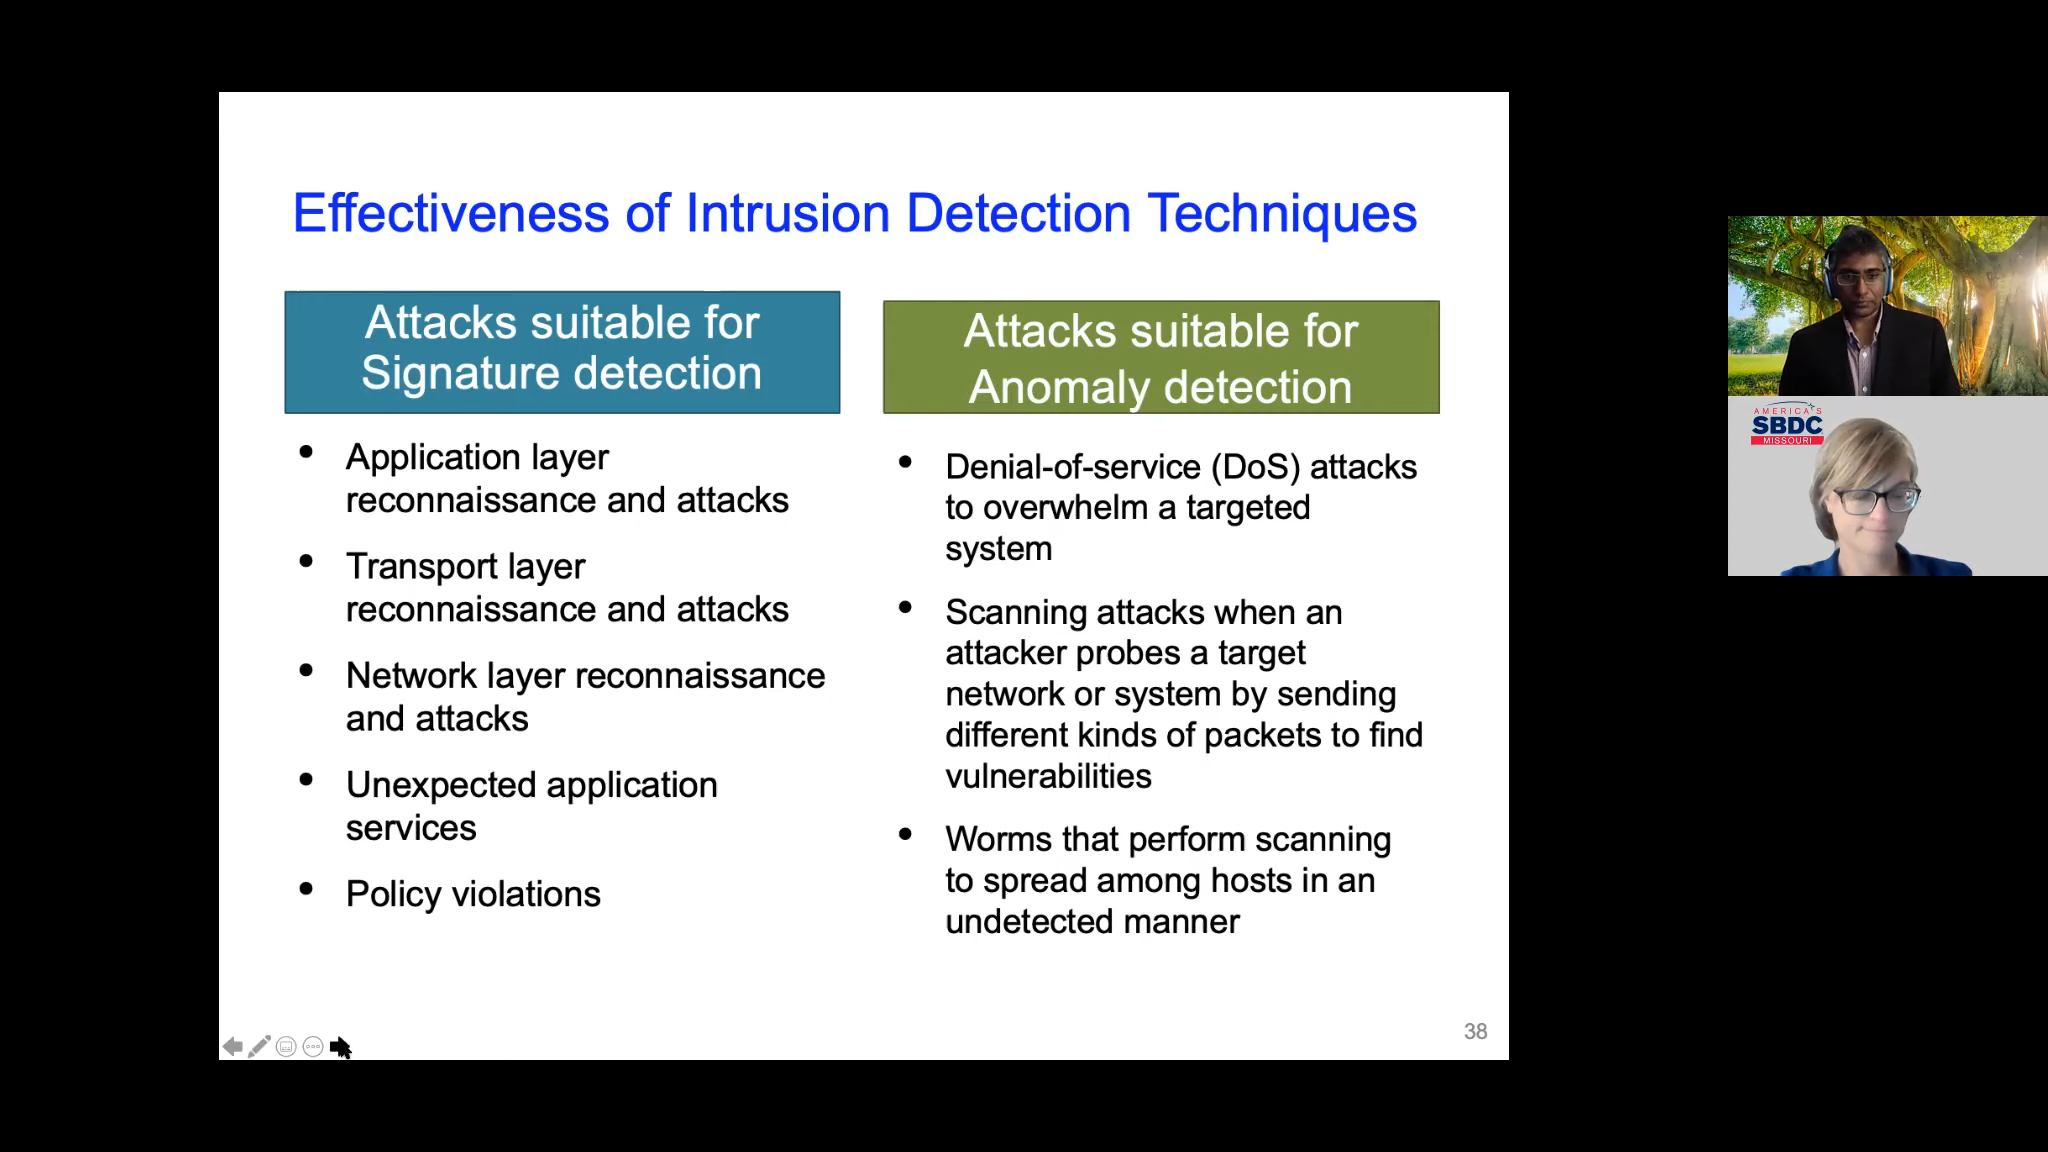 Effectiveness of Intrusion Detection Techniques
Attacks suitable for
Signature detection
• Application layer
reconnaissance and attacks
• Transport layer
reconnaissance and attacks
• Network layer reconnaissance
and attacks
• Unexpected application
services
• Policy violations
Attacks suitable for
Anomaly detection
• Denial-of-service (DoS) attacks
to overwhelm a targeted
system
• Scanning attacks when an
attacker probes a target
network or system by sending
different kinds of packets to find
vulnerabilities
• Worms that perform scanning
to spread among hosts in an
undetected manner
38
AMERICA'S
SBDC
MISSOURI